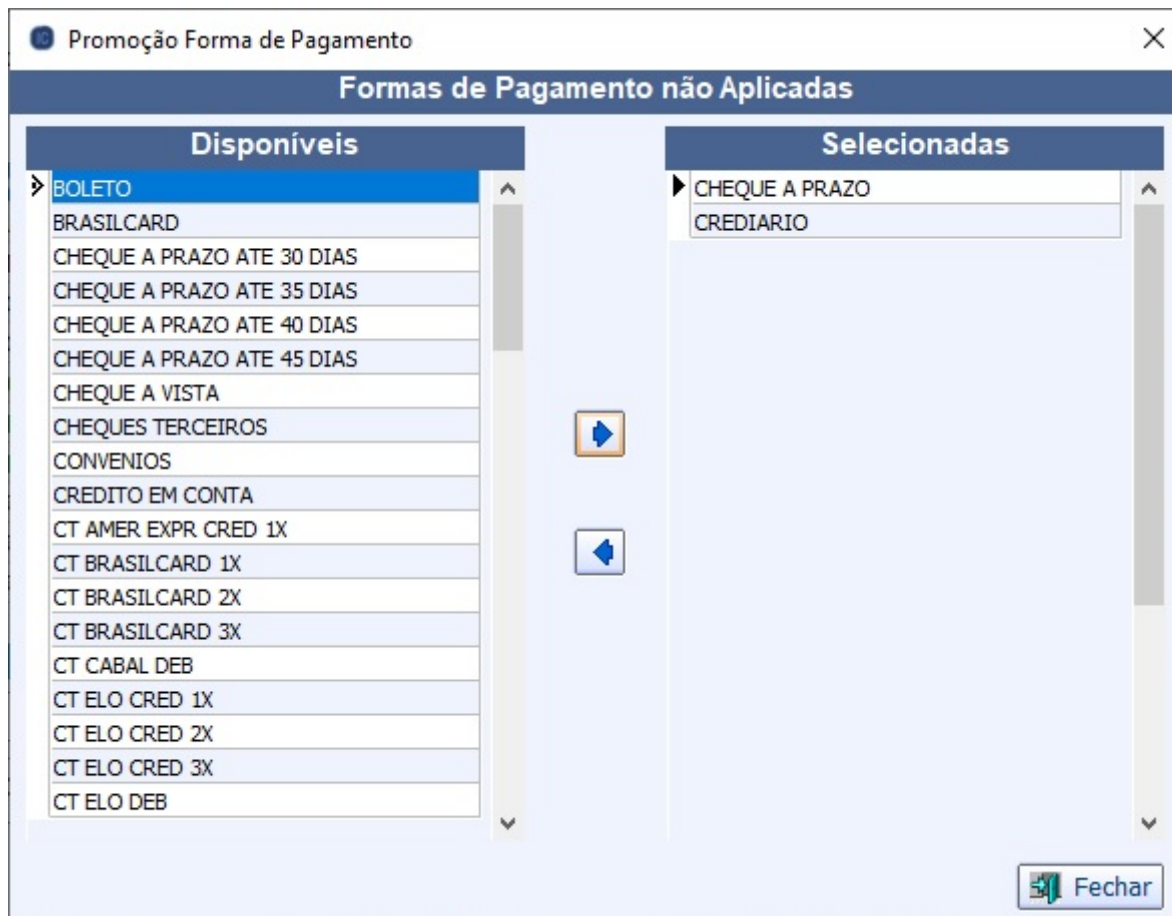 Promoção Forma de Pagamento
Formas de Pagamento não Aplicadas
Disponíveis
BOLETO
BRASILCARD
CHEQUE A PRAZO ATE 30 DIAS
CHEQUE A PRAZO ATE 35 DIAS
CHEQUE A PRAZO ATE 40 DIAS
CHEQUE A PRAZO ATE 45 DIAS
CHEQUE A VISTA
CHEQUES TERCEIROS
CONVENIOS
CREDITO EM CONTA
CT AMER EXPR CRED 1X
CT BRASILCARD 1X
CT BRASILCARD 2X
CT BRASILCARD 3X
CT CABAL DEB
CT ELO CRED 1X
CT ELO CRED 2X
CT ELO CRED 3X
CT ELO DEB
Selecionadas
CHEQUE A PRAZO
CREDIARIO
Fechar